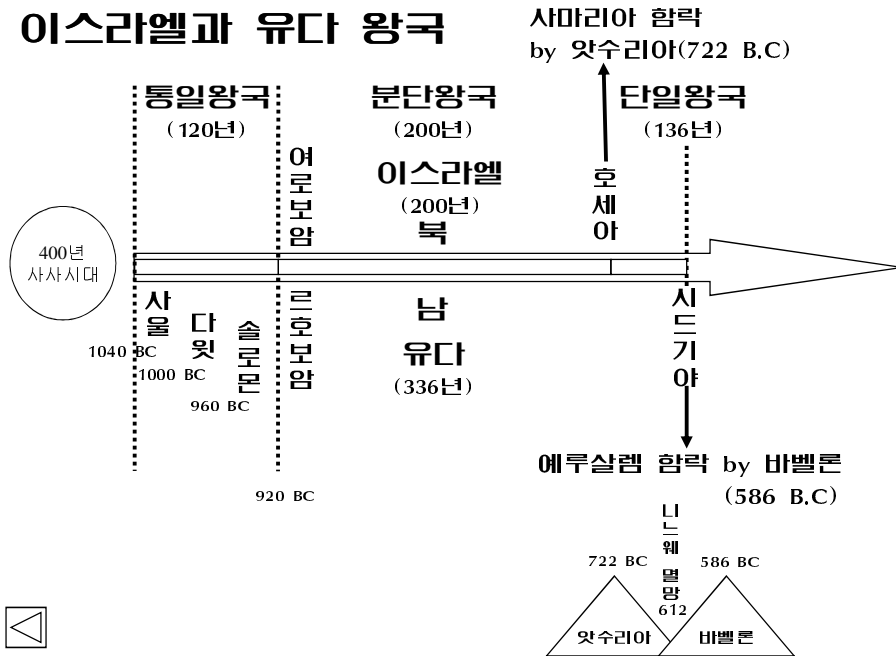 이스라엘과 유다 왕국
사마리아 함락
by 앗수리아(722 B.C)
통일왕국
(120년)
분단왕국
(200년)
단일왕국
(136년)
여로보암
이스라엘
(200년)
북
호세아
400년
사사시대
사울
다윗
솔로몬
르호보암
남
유다
(336년)
시드기야
1040 BC
1000 BC
960 BC
920 BC
예루살렘 함락 by 바벨론
(586 B.C)
니느웨 멸망
612
722 BC
586 BC
앗수리아
바벨론